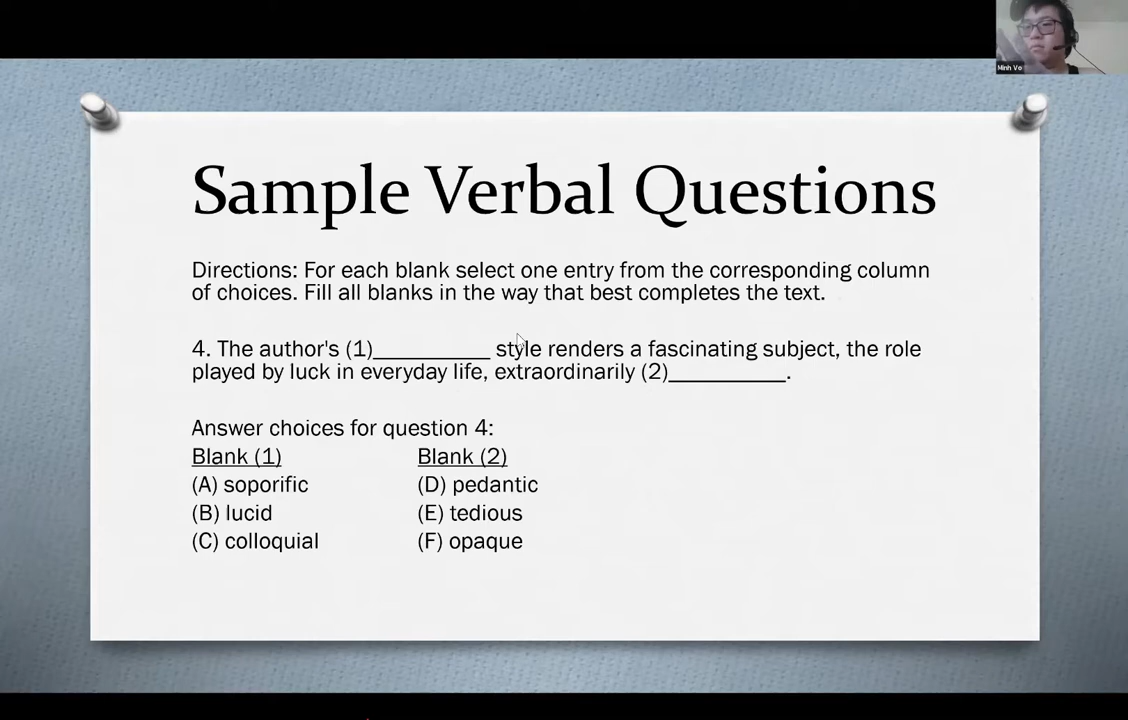 Minh Vo
Sample Verbal Questions
Directions: For each blank select one entry from the corresponding column
of choices. Fill all blanks in the way that best completes the text.
4. The author's (1)__________ style renders a fascinating subject, the role
played by luck in everyday life, extraordinarily (2)__________.
Answer choices for question 4:
Blank (1) Blank (2)
(A) soporific (D) pedantic
(B) lucid (E) tedious
(C) colloquial (F) opaque